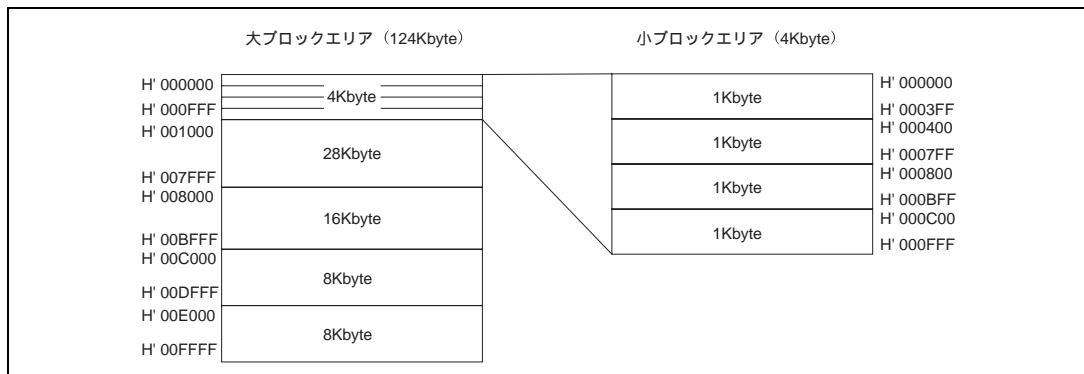 大ブロックエリア (124Kbyte)
H' 000000
4Kbyte
H' 000FFF
H' 001000
28Kbyte
H' 007FFF
H' 008000
16Kbyte
H' 00BFFF
H' 00C000
8Kbyte
H' 00DFFF
H' 00E000
8Kbyte
H' 00FFFF
小ブロックエリア (4Kbyte)
H' 000000
1Kbyte
H' 0003FF
H' 000400
1Kbyte
H' 0007FF
H' 000800
1Kbyte
H' 000BFF
H' 000C00
1Kbyte
H' 000FFF